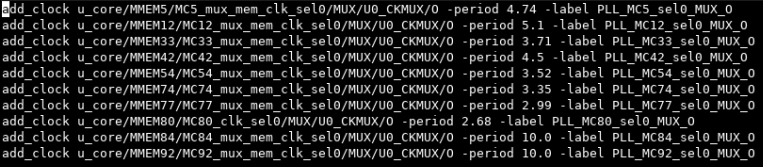 add_clock u_core/MMEM5/MC5_mux_mem_clk_sel0/MUX/U0_CKMUX/O -period 4.74 -label PLL_MC5_sel0_MUX_O
add_clock u_core/MMEM12/MC12_mux_mem_clk_sel0/MUX/U0_CKMUX/O -period 5.1 -label PLL_MC12_sel0_MUX_O
add_clock u_core/MMEM33/MC33_mux_mem_clk_sel0/MUX/U0_CKMUX/O -period 3.71 -label PLL_MC33_sel0_MUX_O
add_clock u_core/MMEM42/MC42_mux_mem_clk_sel0/MUX/U0_CKMUX/O -period 4.5 -label PLL_MC42_sel0_MUX_O
add_clock u_core/MMEM54/MC54_mux_mem_clk_sel0/MUX/U0_CKMUX/O -period 3.52 -label PLL_MC54_sel0_MUX_O
add_clock u_core/MMEM74/MC74_mux_mem_clk_sel0/MUX/U0_CKMUX/O -period 3.35 -label PLL_MC74_sel0_MUX_O
add_clock u_core/MMEM77/MC77_mux_mem_clk_sel0/MUX/U0_CKMUX/O -period 2.99 -label PLL_MC77_sel0_MUX_O
add_clock u_core/MMEM80/MC80_clk_sel0/MUX/U0_CKMUX/O -period 2.68 -label PLL_MC80_sel0_MUX_O
add_clock u_core/MMEM84/MC84_mux_mem_clk_sel0/MUX/U0_CKMUX/O -period 10.0 -label PLL_MC84_sel0_MUX_O
add_clock u_core/MMEM92/MC92_mux_mem_clk_sel0/MUX/U0_CKMUX/O -period 10.0 -label PLL_MC92_sel0_MUX_O